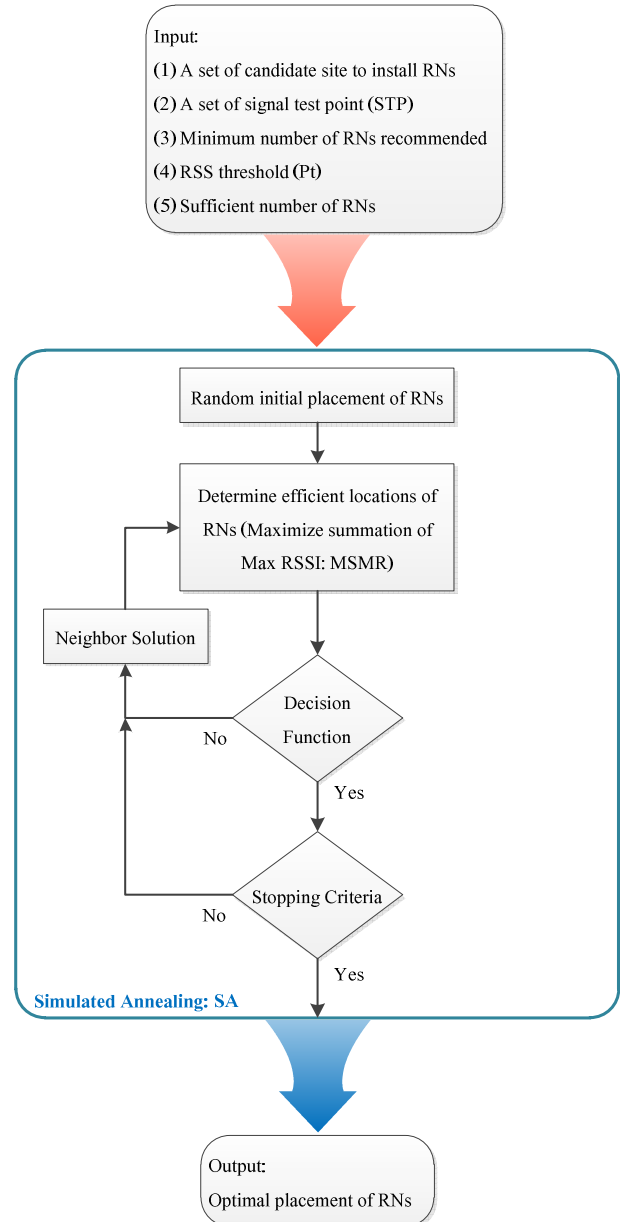 Input:
(1) A set of candidate site to install RNs
(2) A set of signal test point (STP)
(3) Minimum number of RNs recommended
(4) RSS threshold (Pt)
(5) Sufficient number of RNs
Random initial placement of RNs
Determine efficient locations of
RNs (Maximize summation of
Max RSSI: MSMR)
Neighbor Solution
Decision
Function
No
Yes
Stopping Criteria
No
Yes
Simulated Annealing: SA
Output:
Optimal placement of RNs